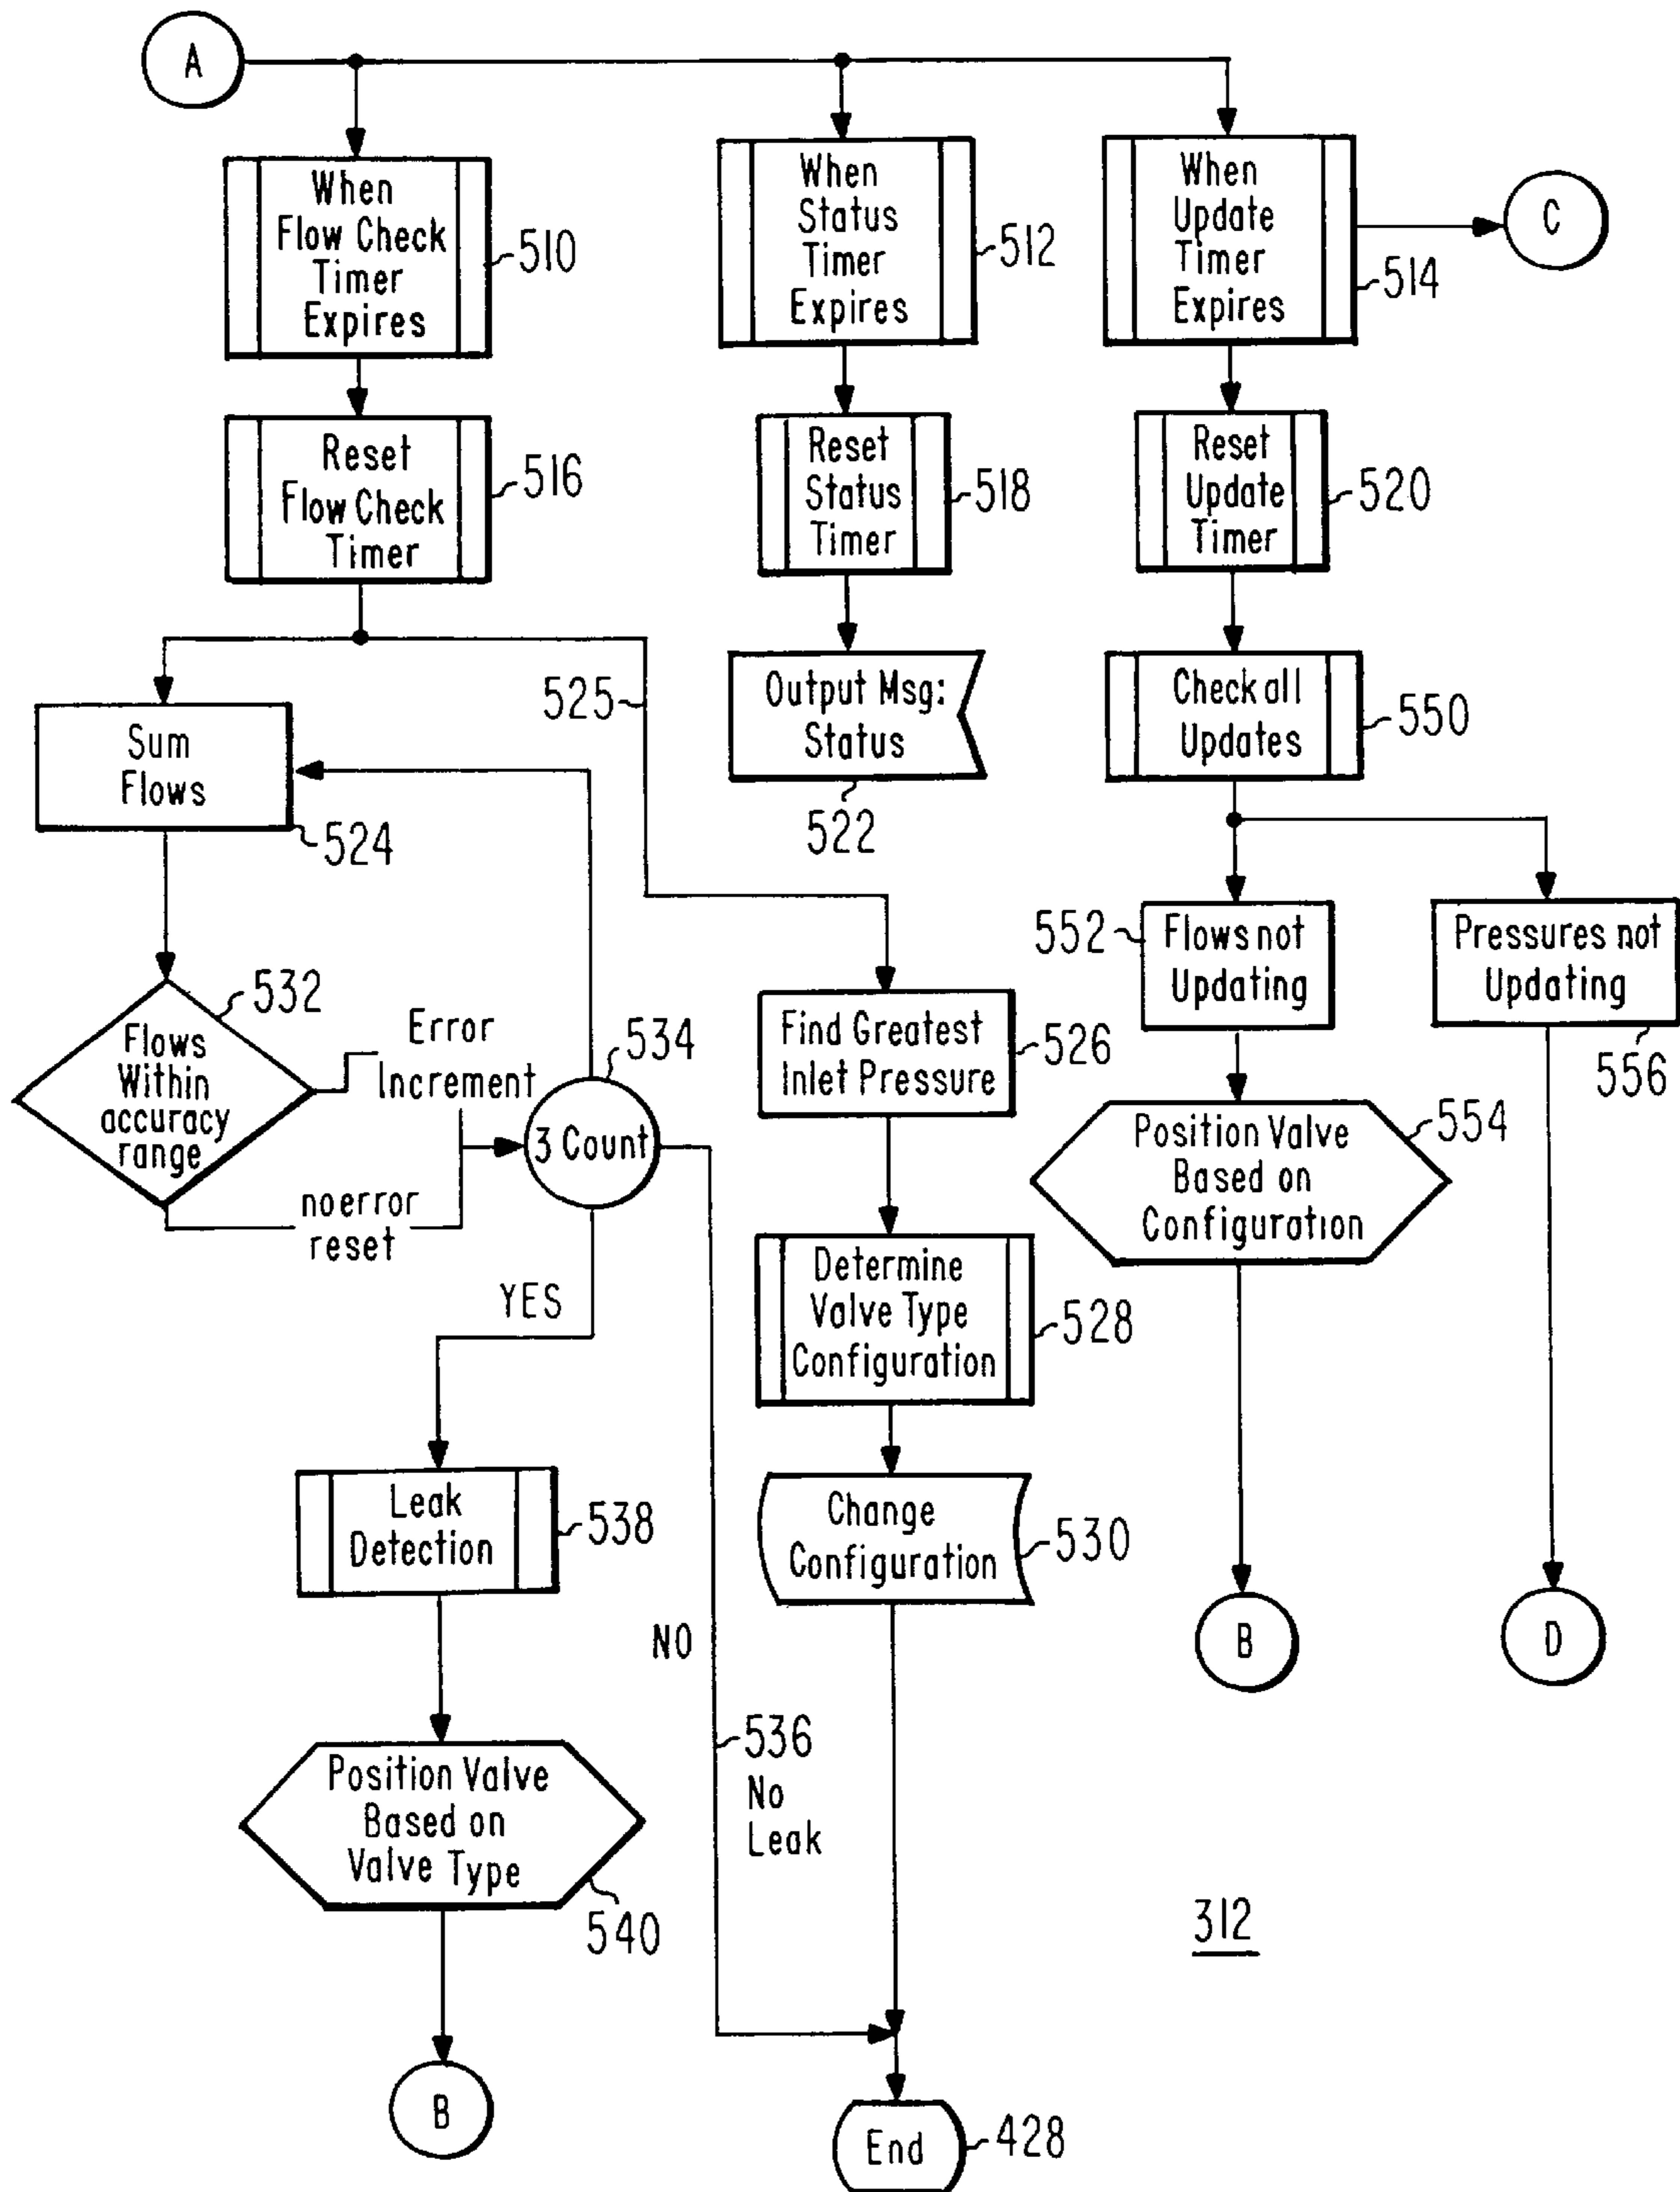 A
When
Flow Check
Timer
Expires
510
When
Status
Timer
Expires
512
When
Update
Timer
Expires
514
C
Reset
Flow Check
Timer
516
Reset
Status
Timer
518
Reset
Update
Timer
520
Sum
Flows
524
525
Output Msg:
Status
522
Check all
Updates
550
552
Flows not
Updating
Pressures not
Updating
556
532
Flows
Within
accuracy
range
Error
Increment
no error
reset
534
3 Count
Find Greatest
Inlet Pressure
526
Position Valve
Based on
Configuration
554
YES
Determine
Valve Type
Configuration
528
Leak
Detection
538
Change
Configuration
530
NO
B
D
536
No
Leak
Position Valve
Based on
Valve Type
540
312
B
End
428